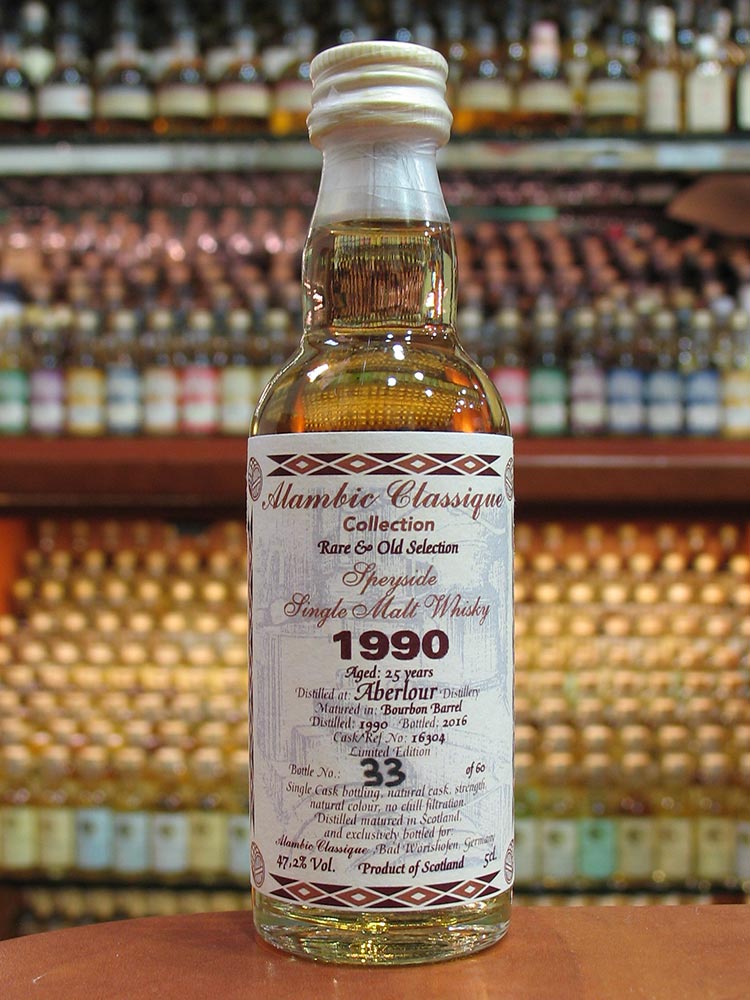 Alambic Classique
Collection
Rare & Old Selection
Speyside
Single Malt Whisky
1990
Aged: 25 years
Distilled at: Aberlour Distillery
Matured in: Bourbon Barrel
Distilled: 1990 Bottled: 2016
Cask/Ref No: 16304
Limited Edition
Bottle No.: 33 of 60
Single Cask bottling, natural cask, strength,
natural colour, no chill filtration.
Distilled matured in Scotland,
and exclusively bottled for:
Alambic Classique ,Bad Wörishofen, Germany
47,2% Vol. Product of Scotland 5cl.